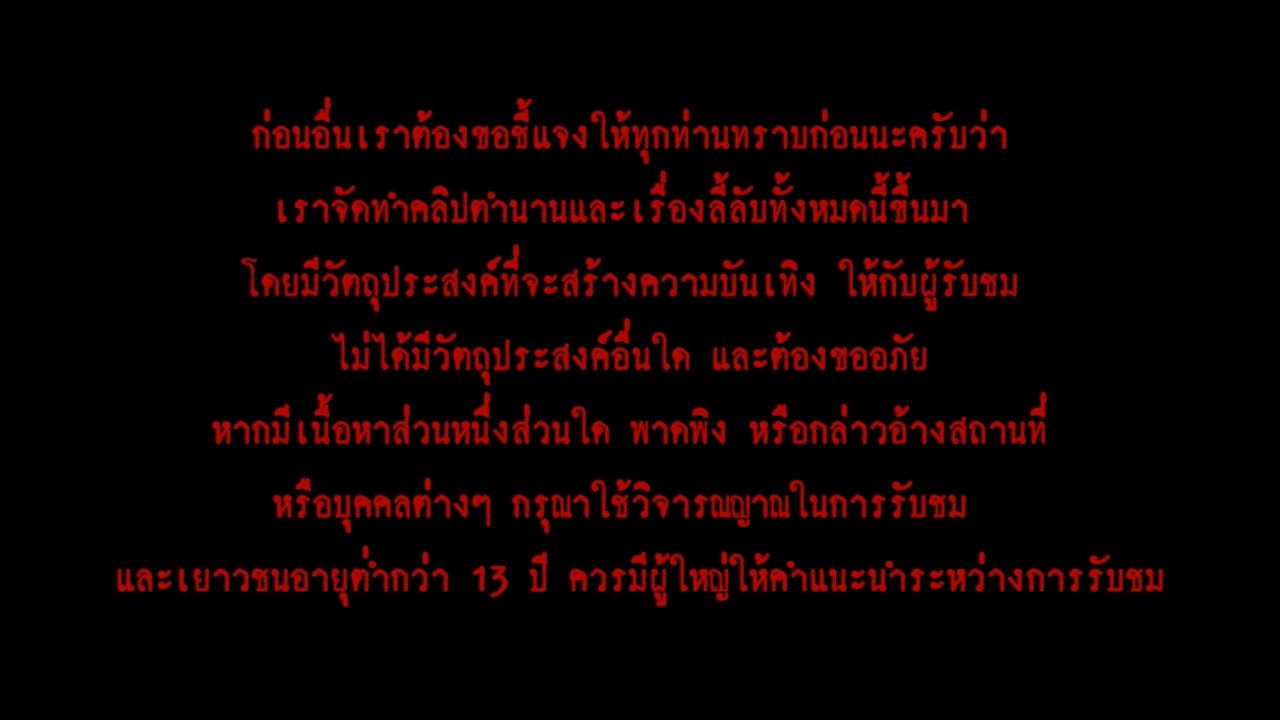 ก่อนอื่นเราต้องขอชี้แจงให้ทุกท่านทราบก่อนนะครับว่า
เราจัดทำคลิปตำนานและเรื่องลี้ลับทั้งหมดนี้ขึ้นมา
โดยมีวัตถุประสงค์ที่จะสร้างความบันเทิง ให้กับผู้รับชม
ไม่ได้มีวัตถุประสงค์อื่นใด และต้องขออภัย
หากมีเนื้อหาส่วนหนึ่งส่วนใด พาดพิง หรือกล่าวอ้างสถานที่
หรือบุคคลต่างๆ กรุณาใช้วิจารณญาณในการรับชม
และเยาวชนอายุต่ำกว่า 13 ปี ควรมีผู้ใหญ่ให้คำแนะนำระหว่างการรับชม